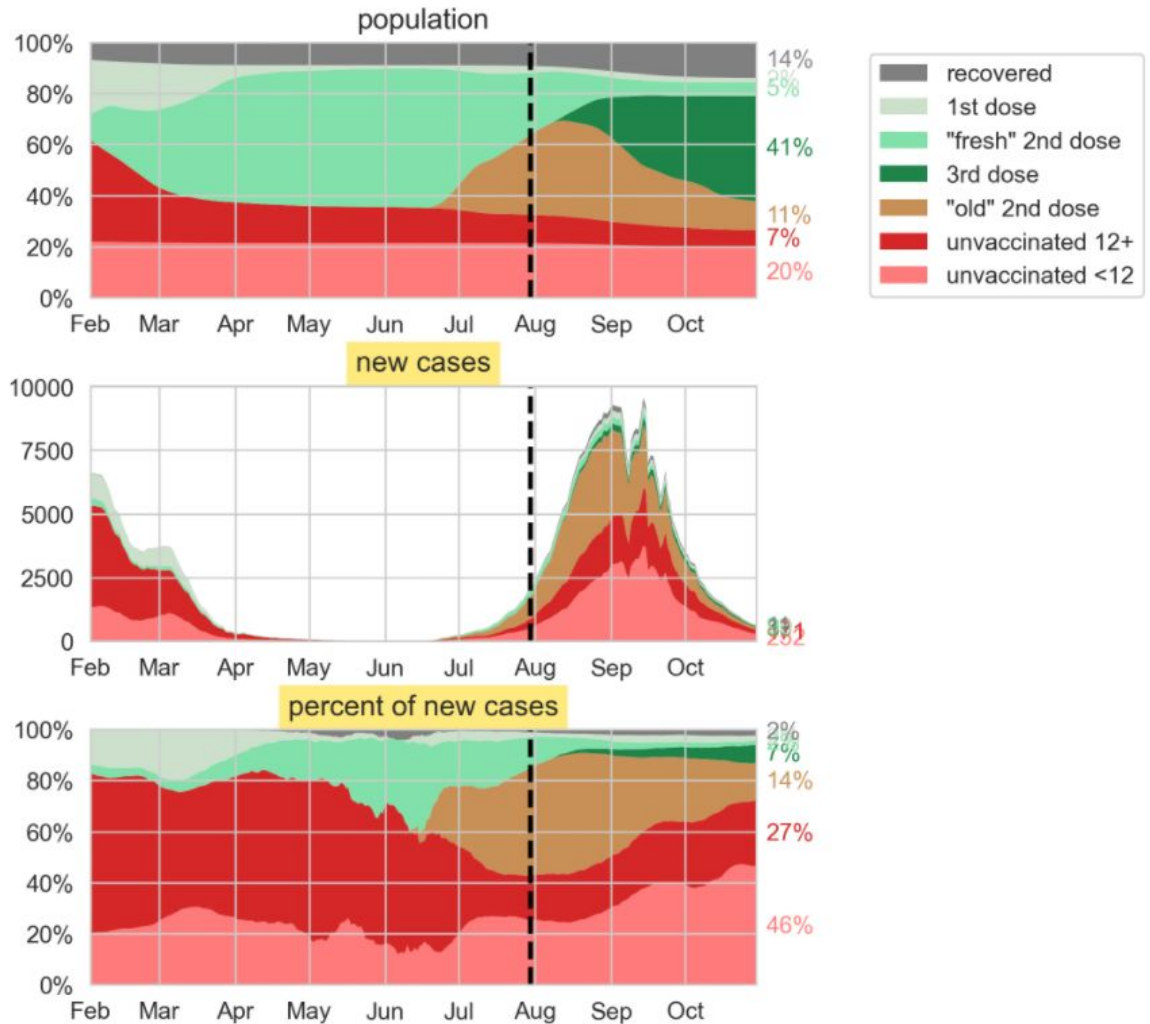 population
100%
80%
60%
40%
20%
0%
14%
5%
41%
11%
7%
20%
Feb Mar Apr May Jun Jul Aug Sep Oct
recovered
1st dose
"fresh" 2nd dose
3rd dose
"old" 2nd dose
unvaccinated 12+
unvaccinated <12
new cases
10000
7500
5000
2500
0
Feb Mar Apr May Jun Jul Aug Sep Oct
percent of new cases
100%
80%
60%
40%
20%
0%
2%
7%
14%
27%
46%
Feb Mar Apr May Jun Jul Aug Sep Oct